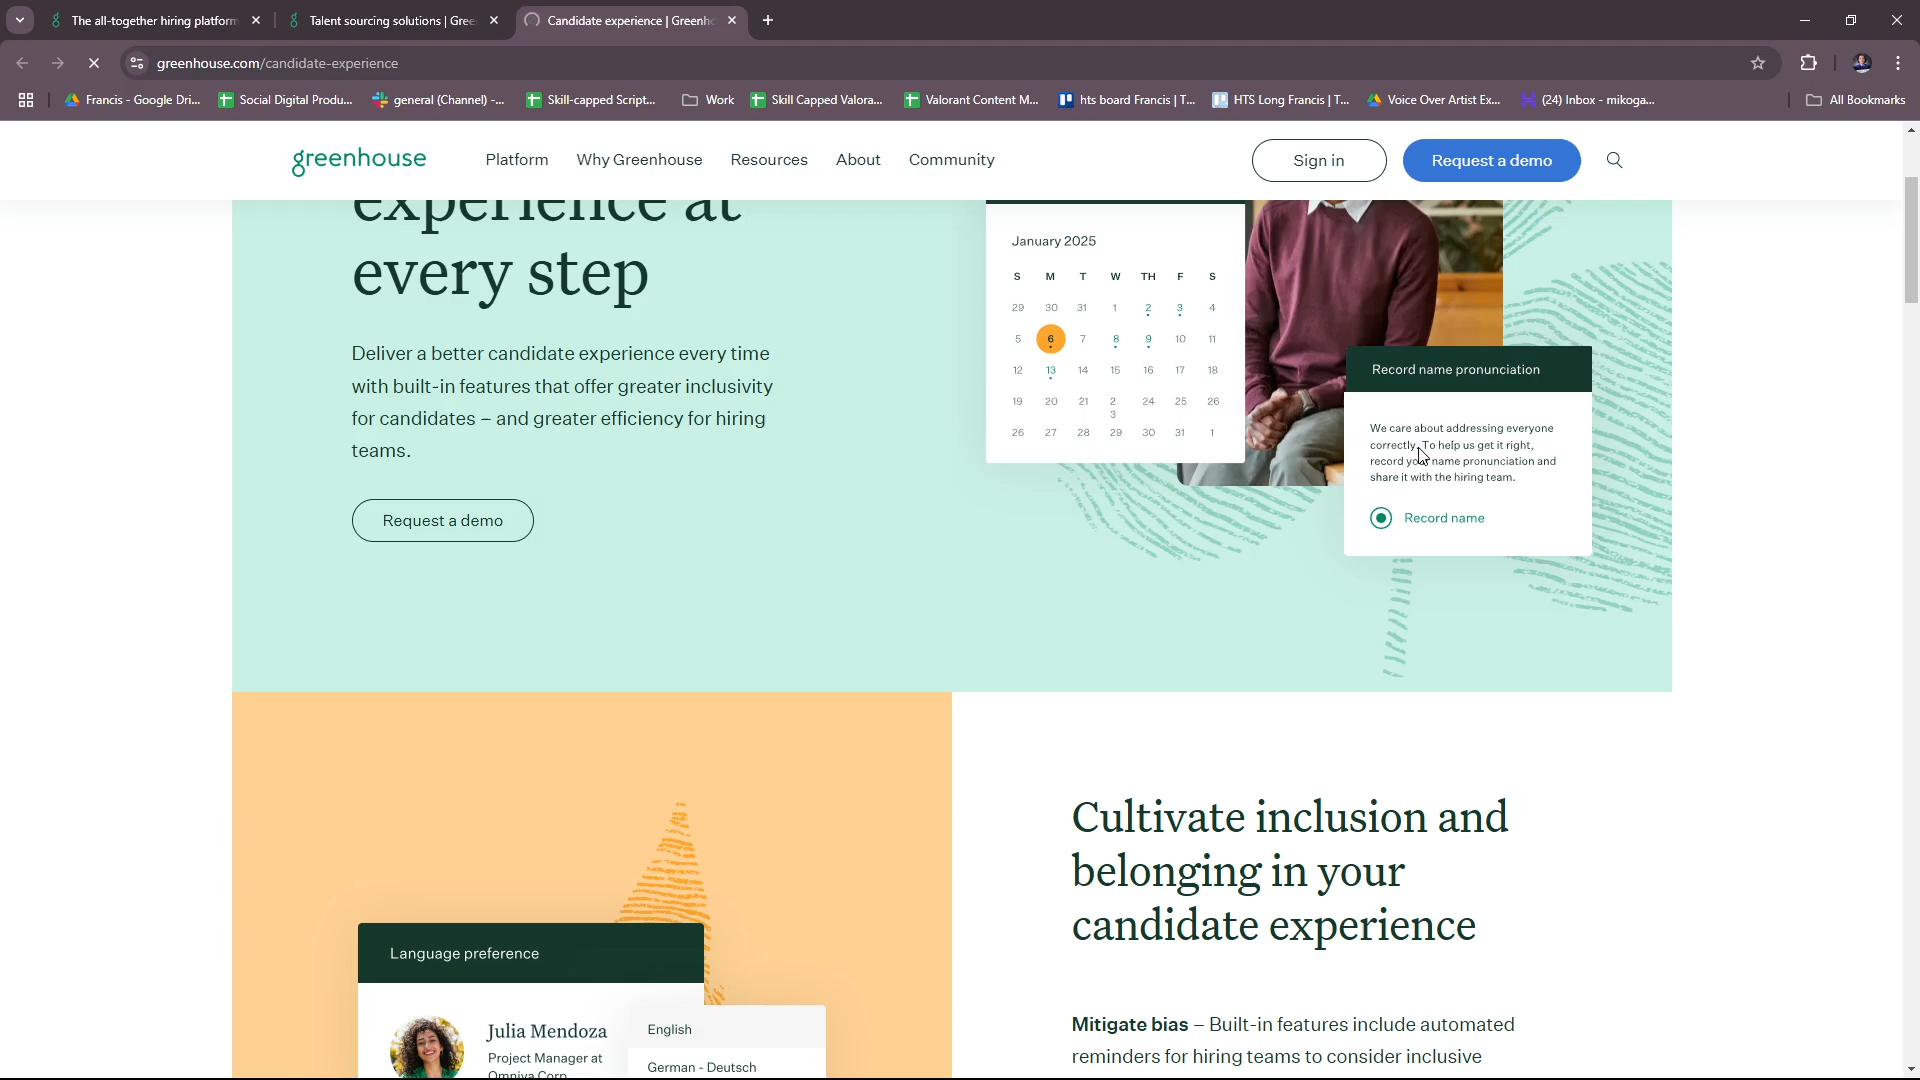 The all-together hiring platform
Talent sourcing solutions | Gree
Candidate experience | Greenho
greenhouse.com/candidate-experience
Francis - Google Dri...
Social Digital Produ...
general (Channel) -...
Skill-capped Script...
Work
Skill Capped Valora...
Valorant Content M...
hts board Francis | T...
HTS Long Francis | T...
Voice Over Artist Ex...
(24) Inbox - mikoga...
All Bookmarks
greenhouse
Platform
Why Greenhouse
Resources
About
Community
Sign in
Request a demo
experience at
every step
Deliver a better candidate experience every time
with built-in features that offer greater inclusivity
for candidates – and greater efficiency for hiring
teams.
Request a demo
January 2025
S M T W TH F S
29 30 31 1 2 3 4
5 6 7 8 9 10 11
12 13 14 15 16 17 18
19 20 21 23 24 25 26
26 27 28 29 30 31 1
Record name pronunciation
We care about addressing everyone
correctly. To help us get it right,
record your name pronunciation and
share it with the hiring team.
Record name
Cultivate inclusion and
belonging in your
candidate experience
Mitigate bias – Built-in features include automated
reminders for hiring teams to consider inclusive
Language preference
Julia Mendoza
Project Manager at
Omniva Corp
English
German - Deutsch